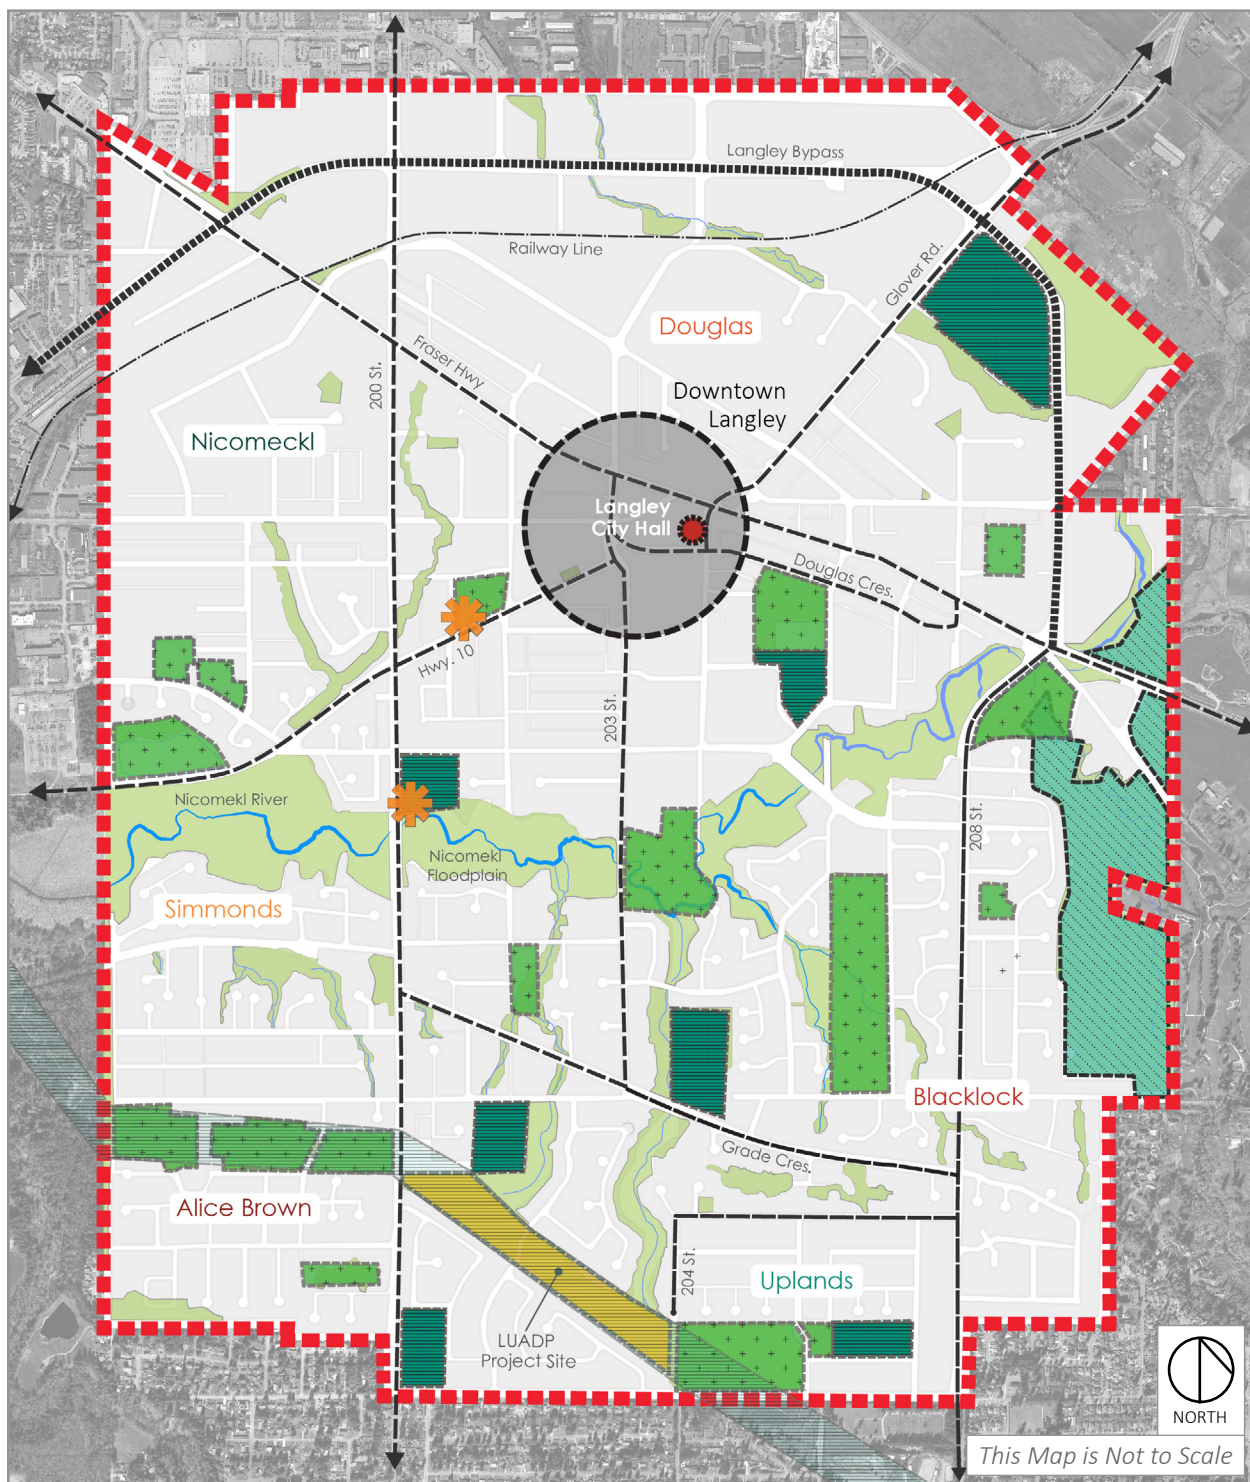 Langley Bypass
Railway Line
Glover Rd.
Douglas
Fraser Hwy
200 St.
Downtown
Langley
Nicomeckl
Langley
City Hall
Douglas Cres.
Hwy. 10
203 St.
Nicomekl River
208 St.
Nicomekl
Floodplain
Simmonds
Blacklock
Grade Cres.
Alice Brown
204 St.
Uplands
LUADP
Project Site
NORTH
This Map is Not to Scale